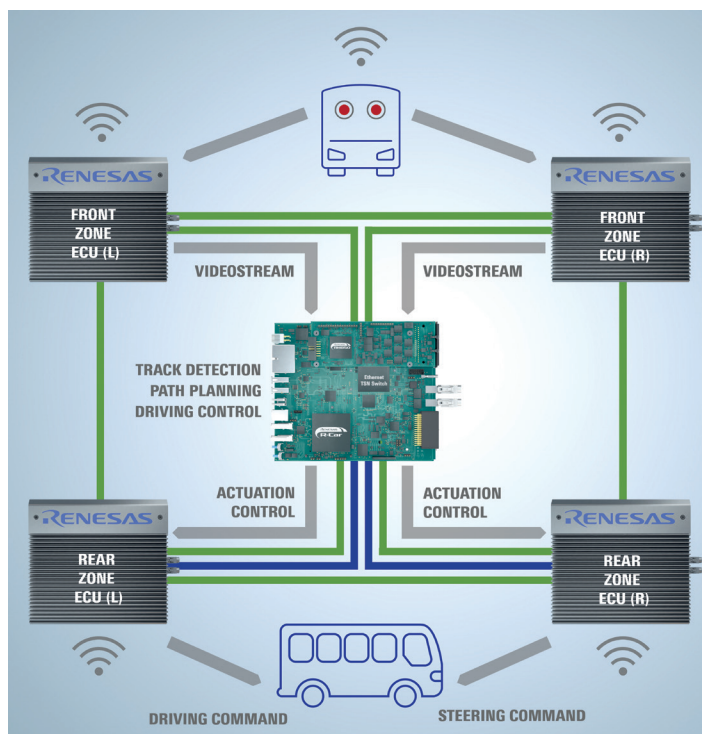 RENESAS
FRONT
ZONE
ECU (L)
RENESAS
FRONT
ZONE
ECU (R)
VIDEOSTREAM
VIDEOSTREAM
TRACK DETECTION
PATH PLANNING
DRIVING CONTROL
Ethernet
TSN Switch
R-Car
ACTUATION
CONTROL
ACTUATION
CONTROL
RENESAS
REAR
ZONE
ECU (L)
RENESAS
REAR
ZONE
ECU (R)
DRIVING COMMAND
STEERING COMMAND